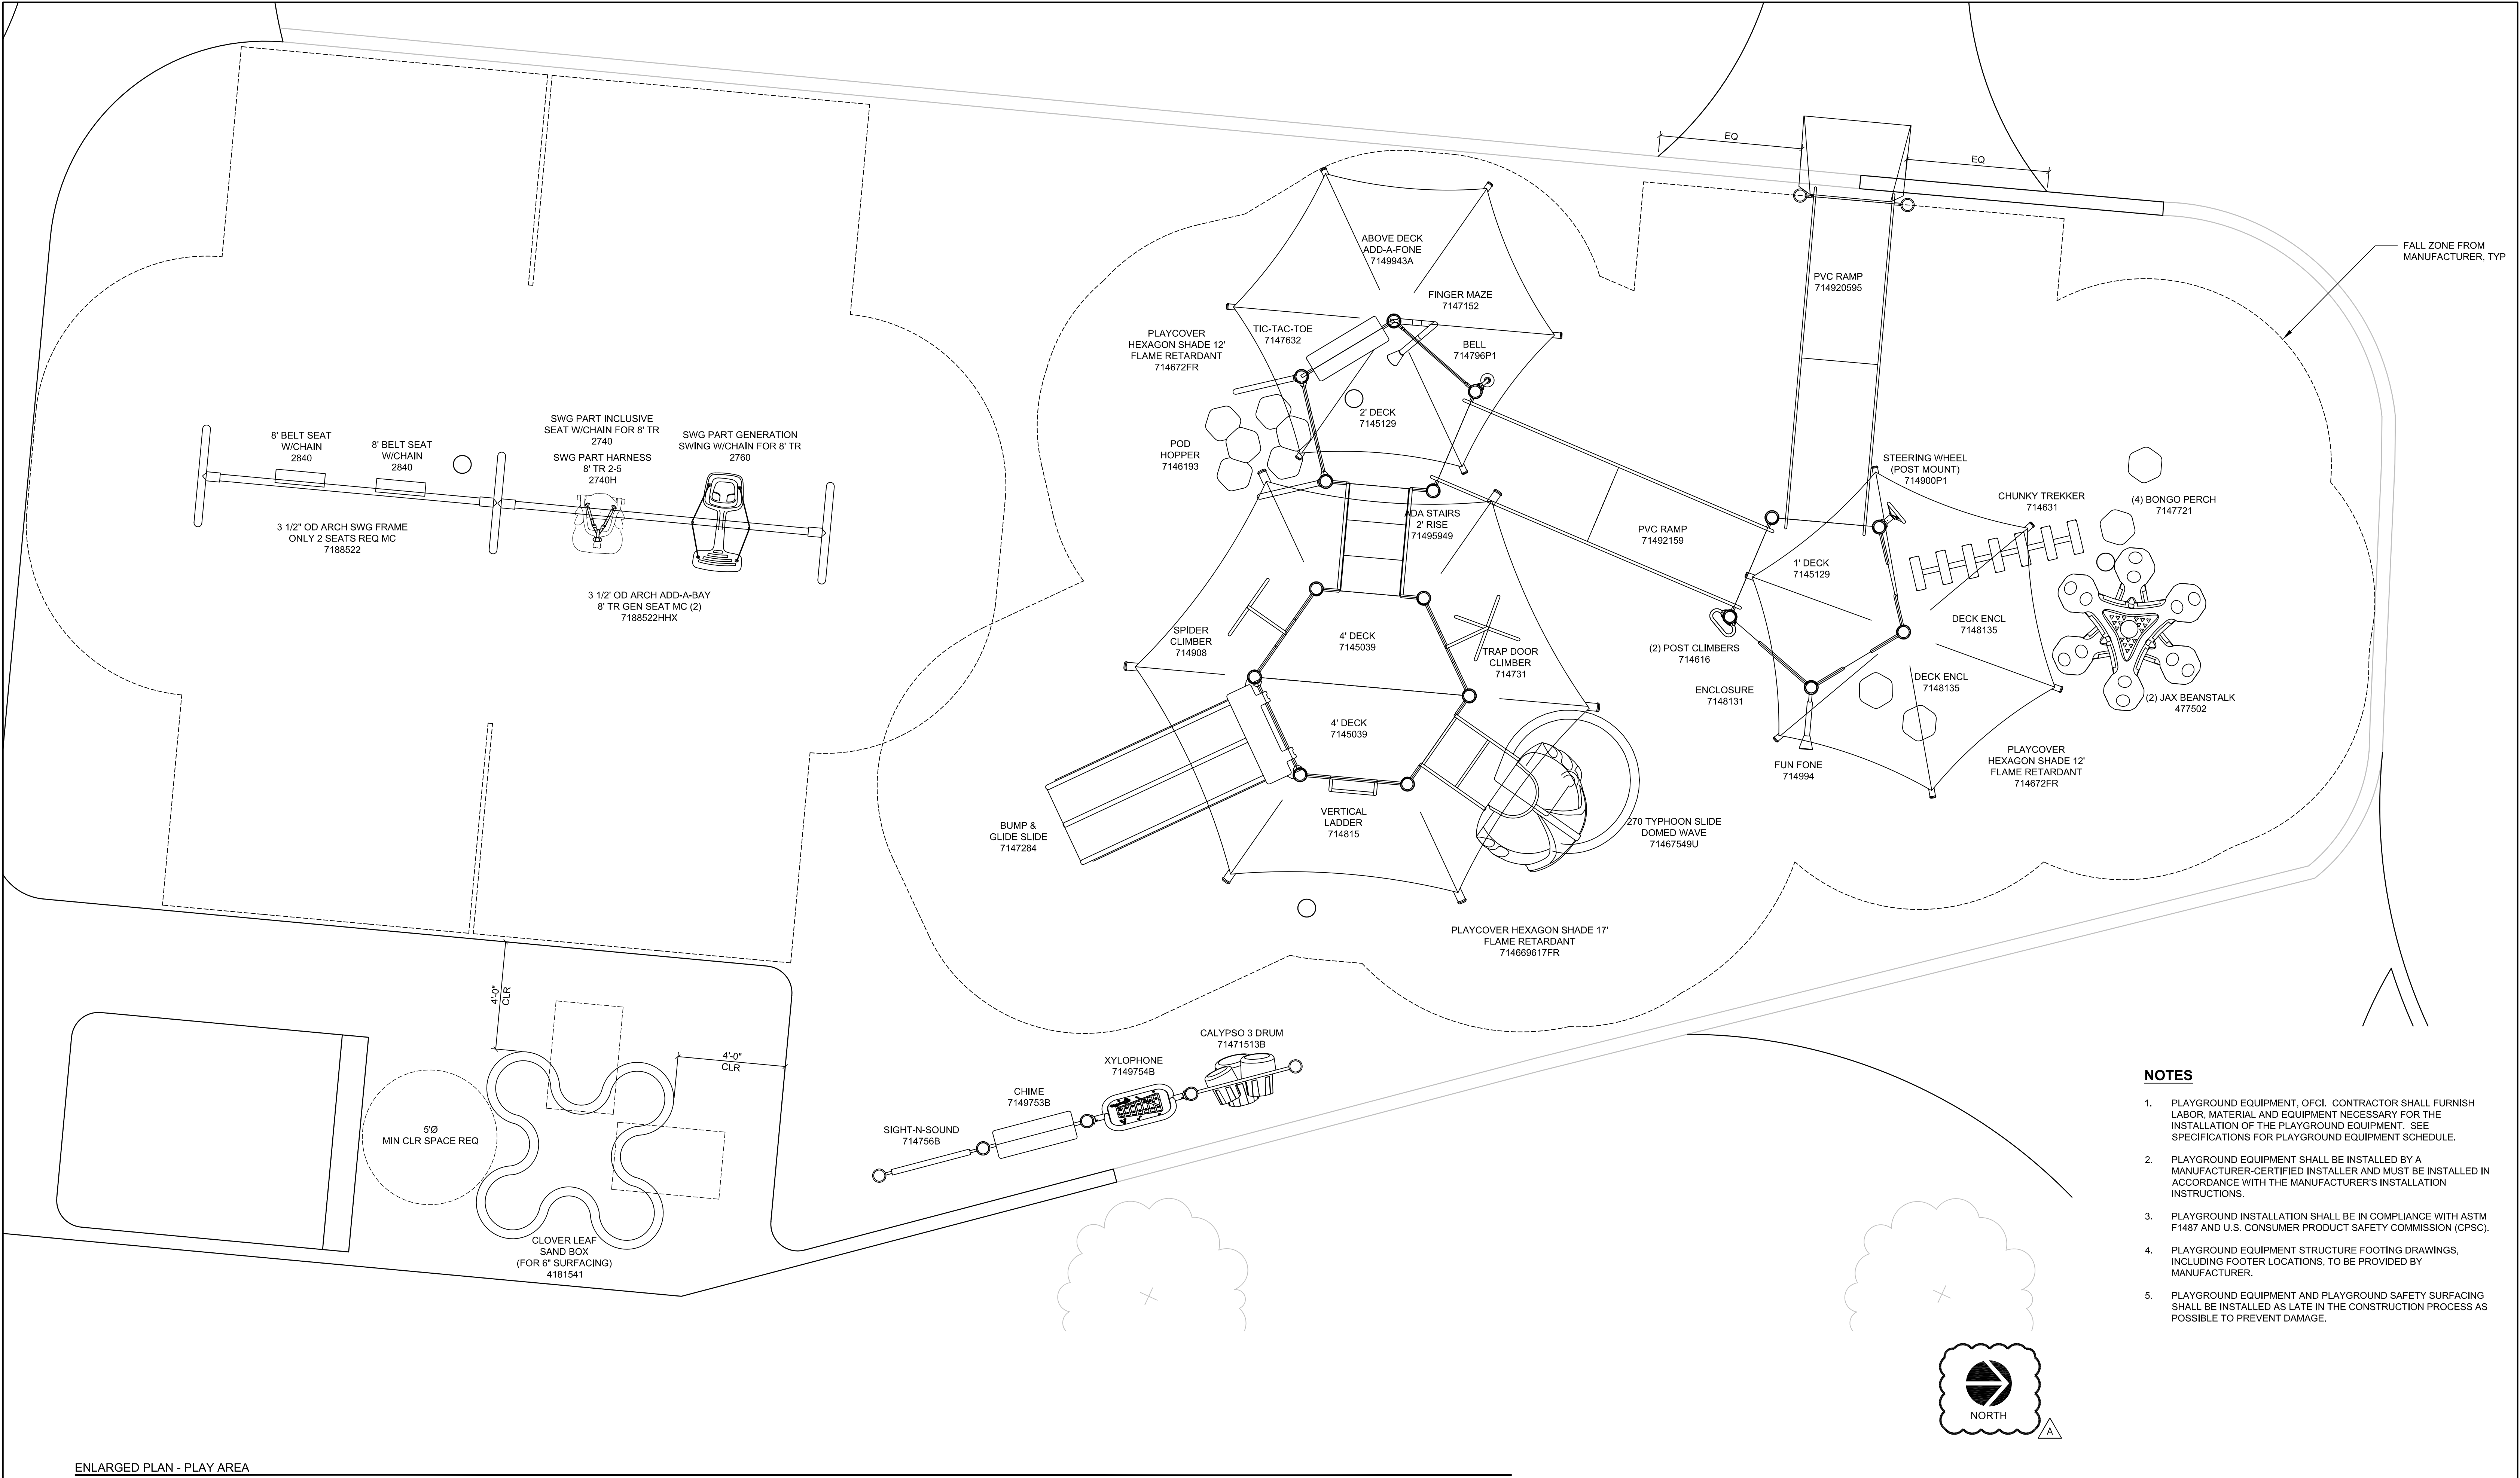 EQ
EQ
FALL ZONE FROM
MANUFACTURER, TYP
ABOVE DECK
ADD-A-FONE
7149943A
FINGER MAZE
7147152
PVC RAMP
714920595
PLAYCOVER
HEXAGON SHADE 12'
FLAME RETARDANT
714672FR
TIC-TAC-TOE
7147632
BELL
714796P1
2' DECK
7145129
POD
HOPPER
7146193
8' BELT SEAT
W/CHAIN
2840
8' BELT SEAT
W/CHAIN
2840
SWG PART INCLUSIVE
SEAT W/CHAIN FOR 8' TR
2740
SWG PART HARNESS
8' TR 2-5
2740H
SWG PART GENERATION
SWING W/CHAIN FOR 8' TR
2760
3 1/2" OD ARCH SWG FRAME
ONLY 2 SEATS REQ MC
7188522
3 1/2' OD ARCH ADD-A-BAY
8' TR GEN SEAT MC (2)
7188522HHX
ADA STAIRS
2' RISE
71495949
PVC RAMP
71492159
STEERING WHEEL
(POST MOUNT)
714900P1
CHUNKY TREKKER
714631
(4) BONGO PERCH
7147721
1' DECK
7145129
DECK ENCL
7148135
SPIDER
CLIMBER
714908
4' DECK
7145039
TRAP DOOR
CLIMBER
714731
(2) POST CLIMBERS
714616
ENCLOSURE
7148131
DECK ENCL
7148135
(2) JAX BEANSTALK
477502
4' DECK
7145039
FUN FONE
714994
PLAYCOVER
HEXAGON SHADE 12'
FLAME RETARDANT
714672FR
BUMP &
GLIDE SLIDE
7147284
VERTICAL
LADDER
714815
270 TYPHOON SLIDE
DOMED WAVE
71467549U
PLAYCOVER HEXAGON SHADE 17'
FLAME RETARDANT
714669617FR
4'-0"
CLR
4'-0"
CLR
5'Ø
MIN CLR SPACE REQ
CLOVER LEAF
SAND BOX
(FOR 6" SURFACING)
4181541
SIGHT-N-SOUND
714756B
CHIME
7149753B
XYLOPHONE
7149754B
CALYPSO 3 DRUM
71471513B
NOTES
1. PLAYGROUND EQUIPMENT, OFCI. CONTRACTOR SHALL FURNISH
LABOR, MATERIAL AND EQUIPMENT NECESSARY FOR THE
INSTALLATION OF THE PLAYGROUND EQUIPMENT. SEE
SPECIFICATIONS FOR PLAYGROUND EQUIPMENT SCHEDULE.
2. PLAYGROUND EQUIPMENT SHALL BE INSTALLED BY A
MANUFACTURER-CERTIFIED INSTALLER AND MUST BE INSTALLED IN
ACCORDANCE WITH THE MANUFACTURER'S INSTALLATION
INSTRUCTIONS.
3. PLAYGROUND INSTALLATION SHALL BE IN COMPLIANCE WITH ASTM
F1487 AND U.S. CONSUMER PRODUCT SAFETY COMMISSION (CPSC).
4. PLAYGROUND EQUIPMENT STRUCTURE FOOTING DRAWINGS,
INCLUDING FOOTER LOCATIONS, TO BE PROVIDED BY
MANUFACTURER.
5. PLAYGROUND EQUIPMENT AND PLAYGROUND SAFETY SURFACING
SHALL BE INSTALLED AS LATE IN THE CONSTRUCTION PROCESS AS
POSSIBLE TO PREVENT DAMAGE.
NORTH
A
ENLARGED PLAN - PLAY AREA